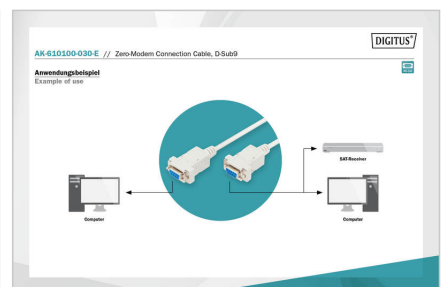 DIGITUS®
AK-610100-030-E // Zero-Modem Connection Cable, D-Sub9
Anwendungsbeispiel
Example of use
SAT-Receiver
Computer
Computer